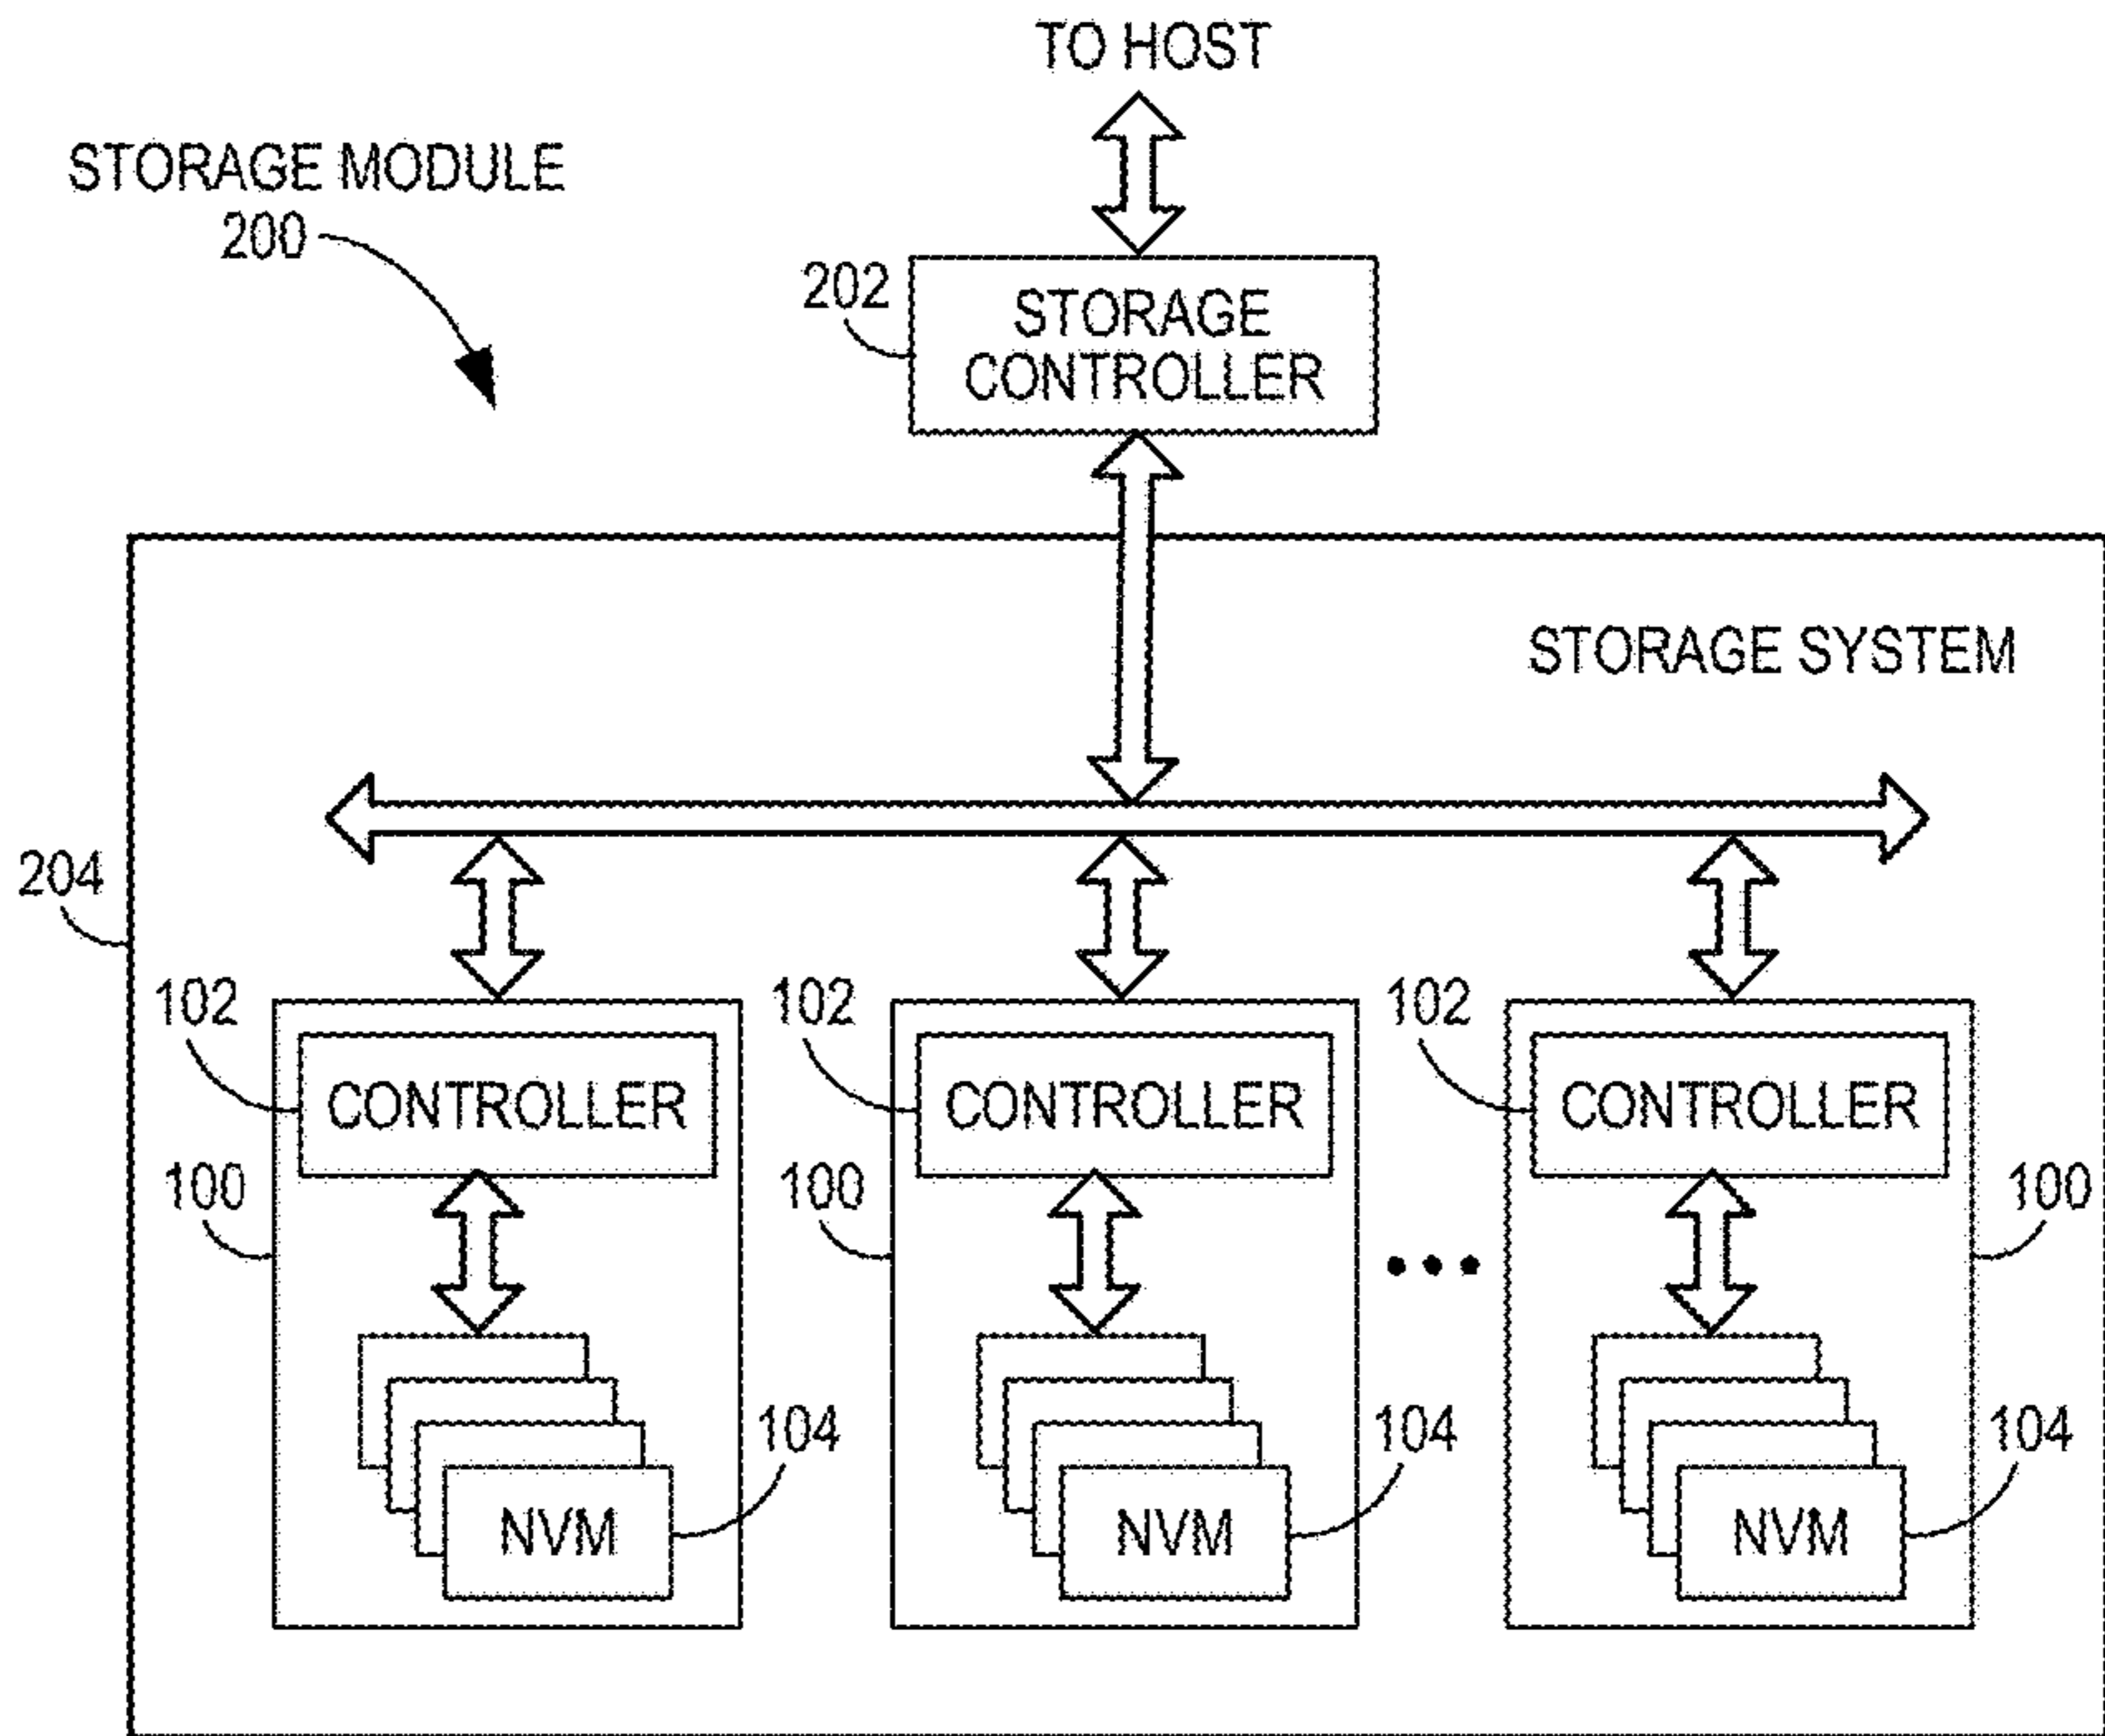 TO HOST
STORAGE MODULE
200
202
STORAGE
CONTROLLER
STORAGE SYSTEM
204
102
102
102
CONTROLLER
CONTROLLER
CONTROLLER
100
100
100
104
104
104
NVM
NVM
NVM